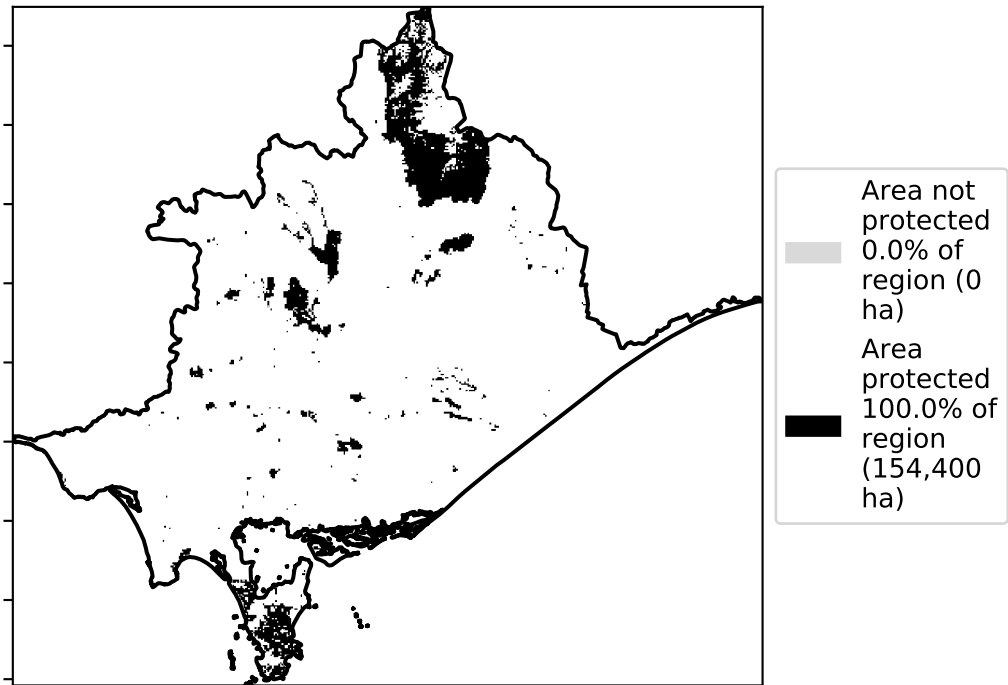 Area not
protected
0.0% of
region (0
ha)
Area
protected
100.0% of
region
(154,400
ha)